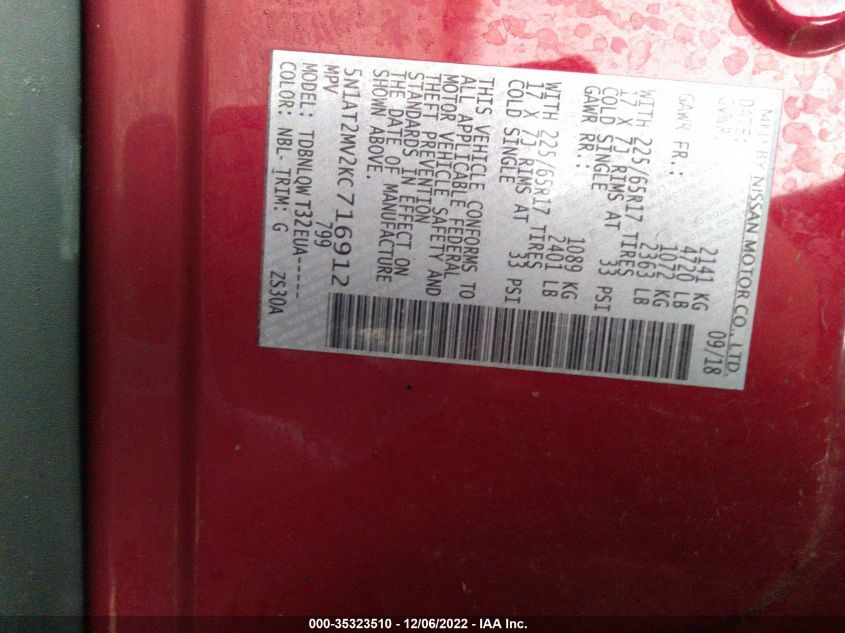 MFD BY NISSAN MOTOR CO., LTD.
DATE: 09/18
GVWR: 2141 KG
4720 LB
GAWR FR.: 1072 KG
2363 LB
WITH 225/65R17 TIRES
17 X 7J RIMS AT
COLD SINGLE 33 PSI
GAWR RR.: 1089 KG
2401 LB
WITH 225/65R17 TIRES
17 X 7J RIMS AT
COLD SINGLE 33 PSI
THIS VEHICLE CONFORMS TO
ALL APPLICABLE FEDERAL
MOTOR VEHICLE SAFETY AND
THEFT PREVENTION
STANDARDS IN EFFECT ON
THE DATE OF MANUFACTURE
SHOWN ABOVE.
5N1AT2MV2KC716912
MPV 799
MODEL: TDBNLQWT32EUA-----
COLOR: NBL- TRIM: G ZS30A
000-35323510 - 12/06/2022 - IAA Inc.